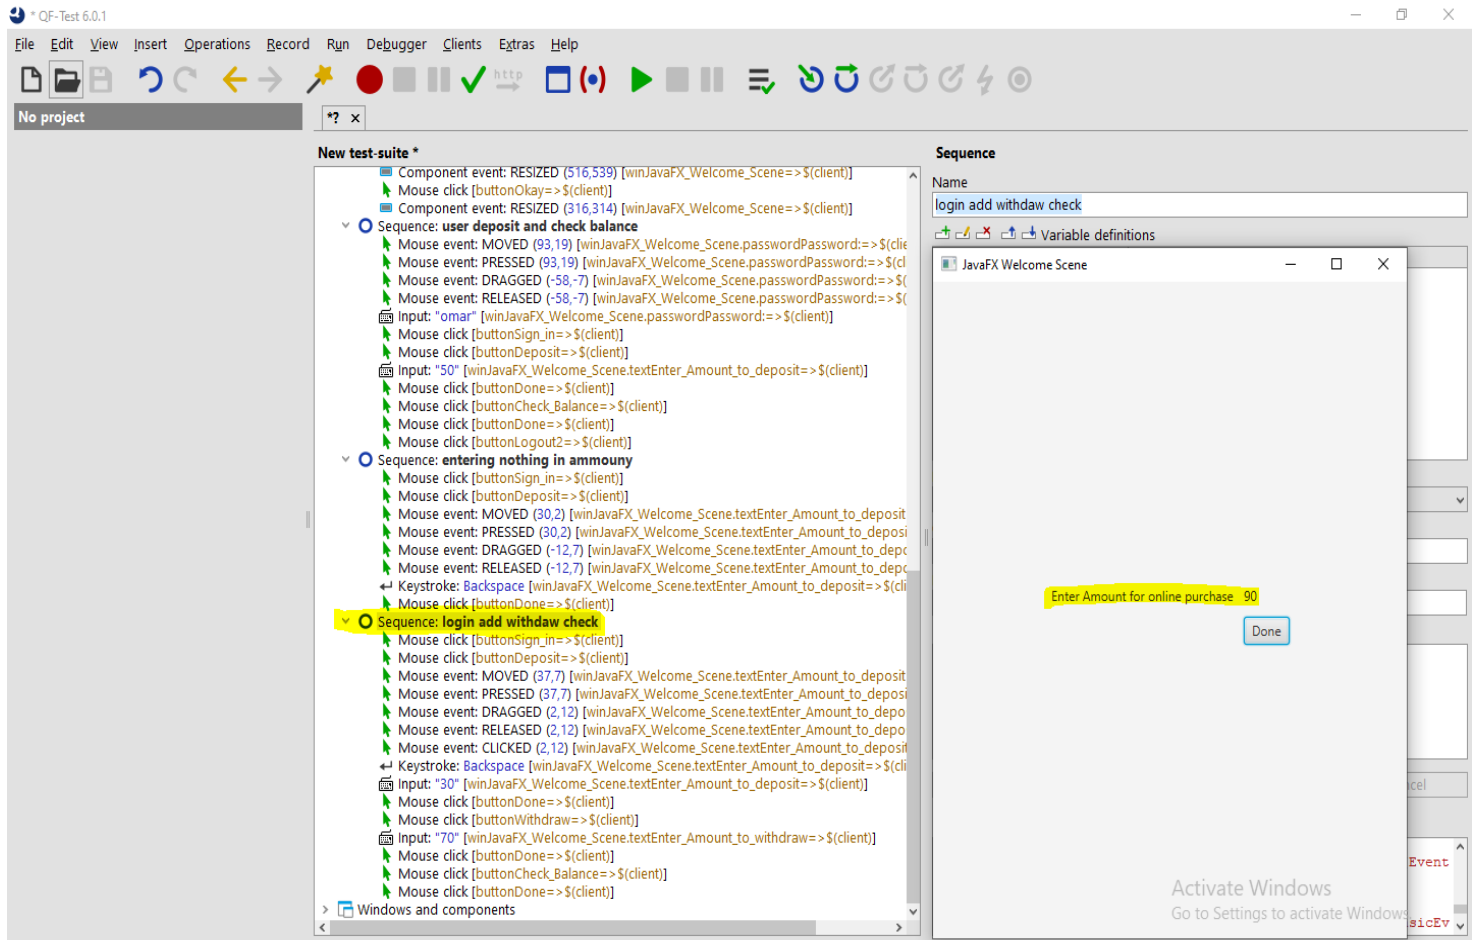 * QF-Test 6.0.1
File Edit View Insert Operations Record Run Debugger Clients Extras Help
http
No project
*? x
New test-suite *
Component event: RESIZED (516,539) [winJavaFX_Welcome_Scene=>$(client)]
Mouse click [buttonOkay=>$(client)]
Component event: RESIZED (316,314) [winJavaFX_Welcome_Scene=>$(client)]
Sequence: user deposit and check balance
Mouse event: MOVED (93,19) [winJavaFX_Welcome_Scene.passwordPassword:=>$(clie
Mouse event: PRESSED (93,19) [winJavaFX_Welcome_Scene.passwordPassword:=>$(cl
Mouse event: DRAGGED (-58,-7) [winJavaFX_Welcome_Scene.passwordPassword:=>$(
Mouse event: RELEASED (-58,-7) [winJavaFX_Welcome_Scene.passwordPassword:=>$(
Input: "omar" [winJavaFX_Welcome_Scene.passwordPassword:=>$(client)]
Mouse click [buttonSign_in=>$(client)]
Mouse click [buttonDeposit=>$(client)]
Input: "50" [winJavaFX_Welcome_Scene.textEnter_Amount_to_deposit=>$(client)]
Mouse click [buttonDone=>$(client)]
Mouse click [buttonCheck_Balance=>$(client)]
Mouse click [buttonDone=>$(client)]
Mouse click [buttonLogout2=>$(client)]
Sequence: entering nothing in ammouny
Mouse click [buttonSign_in=>$(client)]
Mouse click [buttonDeposit=>$(client)]
Mouse event: MOVED (30,2) [winJavaFX_Welcome_Scene.textEnter_Amount_to_deposit
Mouse event: PRESSED (30,2) [winJavaFX_Welcome_Scene.textEnter_Amount_to_deposi
Mouse event: DRAGGED (-12,7) [winJavaFX_Welcome_Scene.textEnter_Amount_to_depo
Mouse event: RELEASED (-12,7) [winJavaFX_Welcome_Scene.textEnter_Amount_to_depo
Keystroke: Backspace [winJavaFX_Welcome_Scene.textEnter_Amount_to_deposit=>$(cli
Mouse click [buttonDone=>$(client)]
Sequence: login add withdaw check
Mouse click [buttonSign_in=>$(client)]
Mouse click [buttonDeposit=>$(client)]
Mouse event: MOVED (37,7) [winJavaFX_Welcome_Scene.textEnter_Amount_to_deposit
Mouse event: PRESSED (37,7) [winJavaFX_Welcome_Scene.textEnter_Amount_to_deposi
Mouse event: DRAGGED (2,12) [winJavaFX_Welcome_Scene.textEnter_Amount_to_depo
Mouse event: RELEASED (2,12) [winJavaFX_Welcome_Scene.textEnter_Amount_to_depo
Mouse event: CLICKED (2,12) [winJavaFX_Welcome_Scene.textEnter_Amount_to_deposit
Keystroke: Backspace [winJavaFX_Welcome_Scene.textEnter_Amount_to_deposit=>$(cli
Input: "30" [winJavaFX_Welcome_Scene.textEnter_Amount_to_deposit=>$(client)]
Mouse click [buttonDone=>$(client)]
Mouse click [buttonWithdraw=>$(client)]
Input: "70" [winJavaFX_Welcome_Scene.textEnter_Amount_to_withdraw=>$(client)]
Mouse click [buttonDone=>$(client)]
Mouse click [buttonCheck_Balance=>$(client)]
Mouse click [buttonDone=>$(client)]
Windows and components
Sequence
Name
login add withdaw check
Variable definitions
JavaFX Welcome Scene
Enter Amount for online purchase 90
Done
cel
Event
sicEv
Activate Windows
Go to Settings to activate Windows